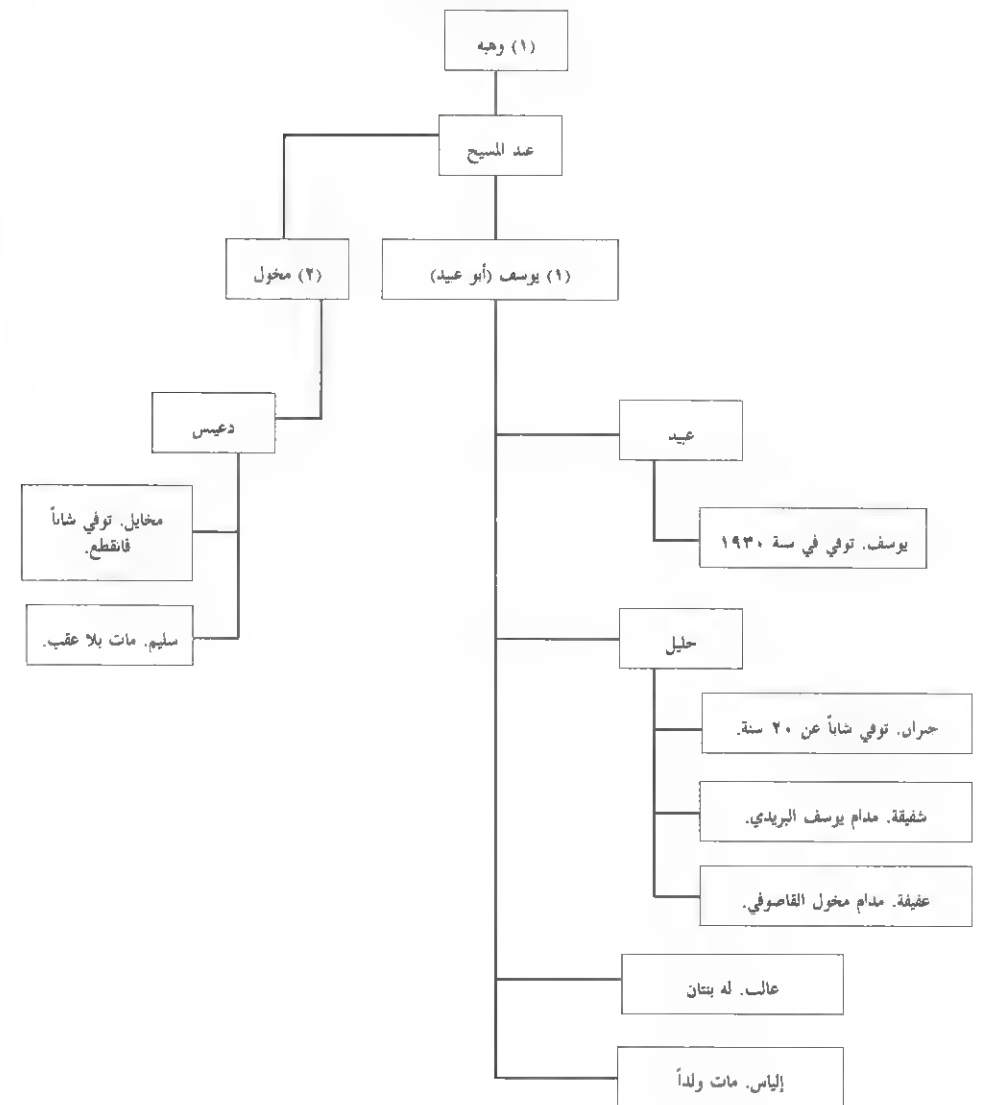 (١) وهبه
عبد المسيح
(١) يوسف (أبو عبيد)
(٢) مخول
عبيد
يوسف. توفي في سنة ١٩٣٠
دعيبس
مخايل. توفي شاباً
فانقطع.
سليم. مات بلا عقب.
خليل
جبران. توفي شاباً عن ٢٠ سنة.
شفيقة. مدام يوسف البريدي.
عفيفة. مدام مخول القاصوفي.
غالب. له بنتان
إلياس. مات ولداً